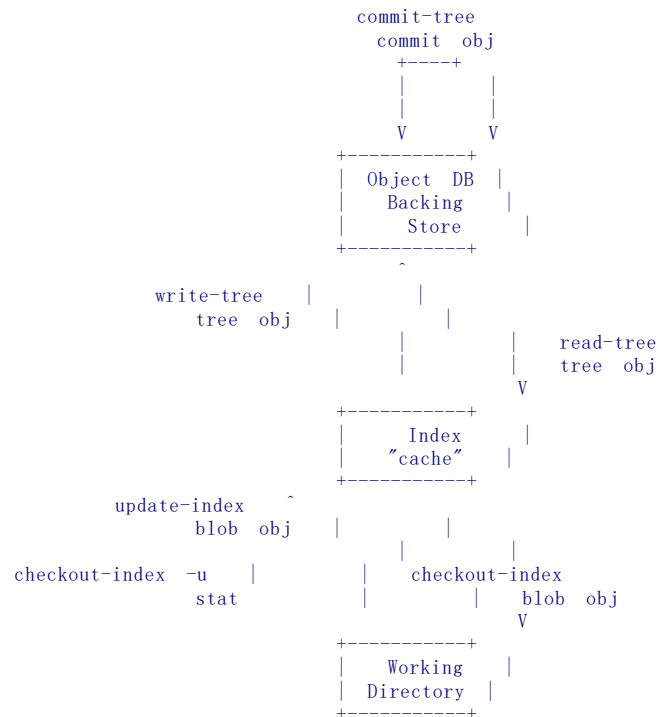 commit-tree
commit obj
+----+
| |
| |
V V
+-----------+
| Object DB |
| Backing |
| Store |
+-----------+
^
write-tree | |
tree obj | |
| | read-tree
| | tree obj
V
+-----------+
| Index |
| "cache" |
+-----------+
update-index ^
blob obj | |
| |
checkout-index -u | | checkout-index
stat | | blob obj
V
+-----------+
| Working |
| Directory |
+-----------+